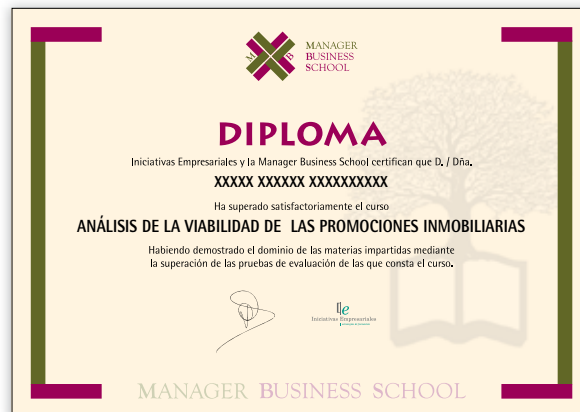 M B
MANAGER
BUSINESS
SCHOOL
DIPLOMA
Iniciativas Empresariales y la Manager Business School certifican que D. / Dña.
XXXXX XXXXXX XXXXXXXXXX
Ha superado satisfactoriamente el curso
ANÁLISIS DE LA VIABILIDAD DE LAS PROMOCIONES INMOBILIARIAS
Habiendo demostrado el dominio de las materias impartidas mediante
la superación de las pruebas de evaluación de las que consta el curso.
Ile
Iniciativas Empresariales
MANAGER BUSINESS SCHOOL